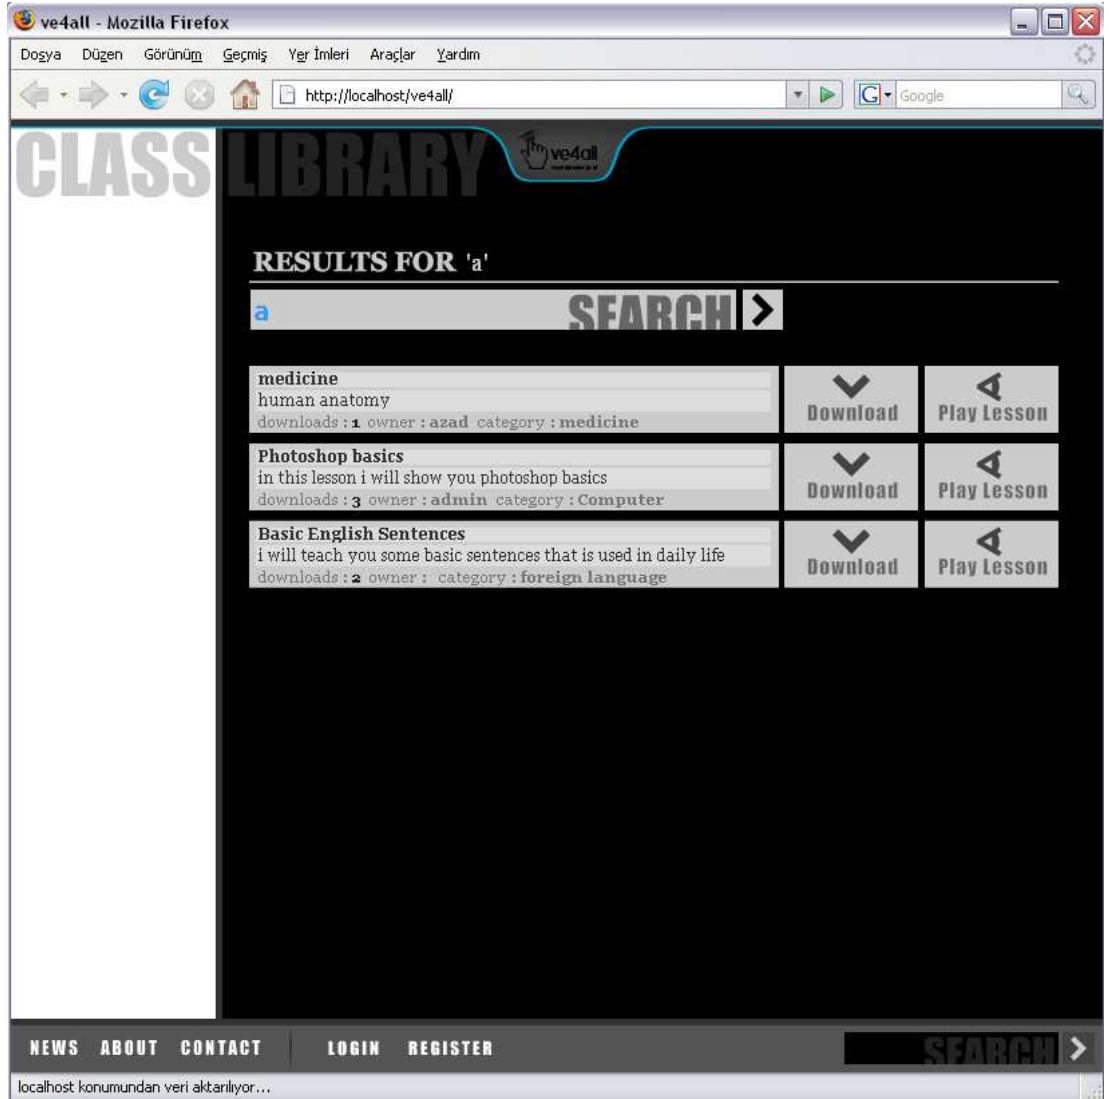 ve4all - Mozilla Firefox
Dosya Düzen Görünüm Geçmiş Yer İmleri Araçlar Yardım
http://localhost/ve4all/
Google
CLASS LIBRARY
ve4all
RESULTS FOR 'a'
a SEARCH
medicine
human anatomy
downloads : 1 owner : azad category : medicine
Download Play Lesson
Photoshop basics
in this lesson i will show you photoshop basics
downloads : 3 owner : admin category : Computer
Download Play Lesson
Basic English Sentences
i will teach you some basic sentences that is used in daily life
downloads : 2 owner : category : foreign language
Download Play Lesson
NEWS ABOUT CONTACT LOGIN REGISTER SEARCH
localhost konumundan veri aktarılıyor...